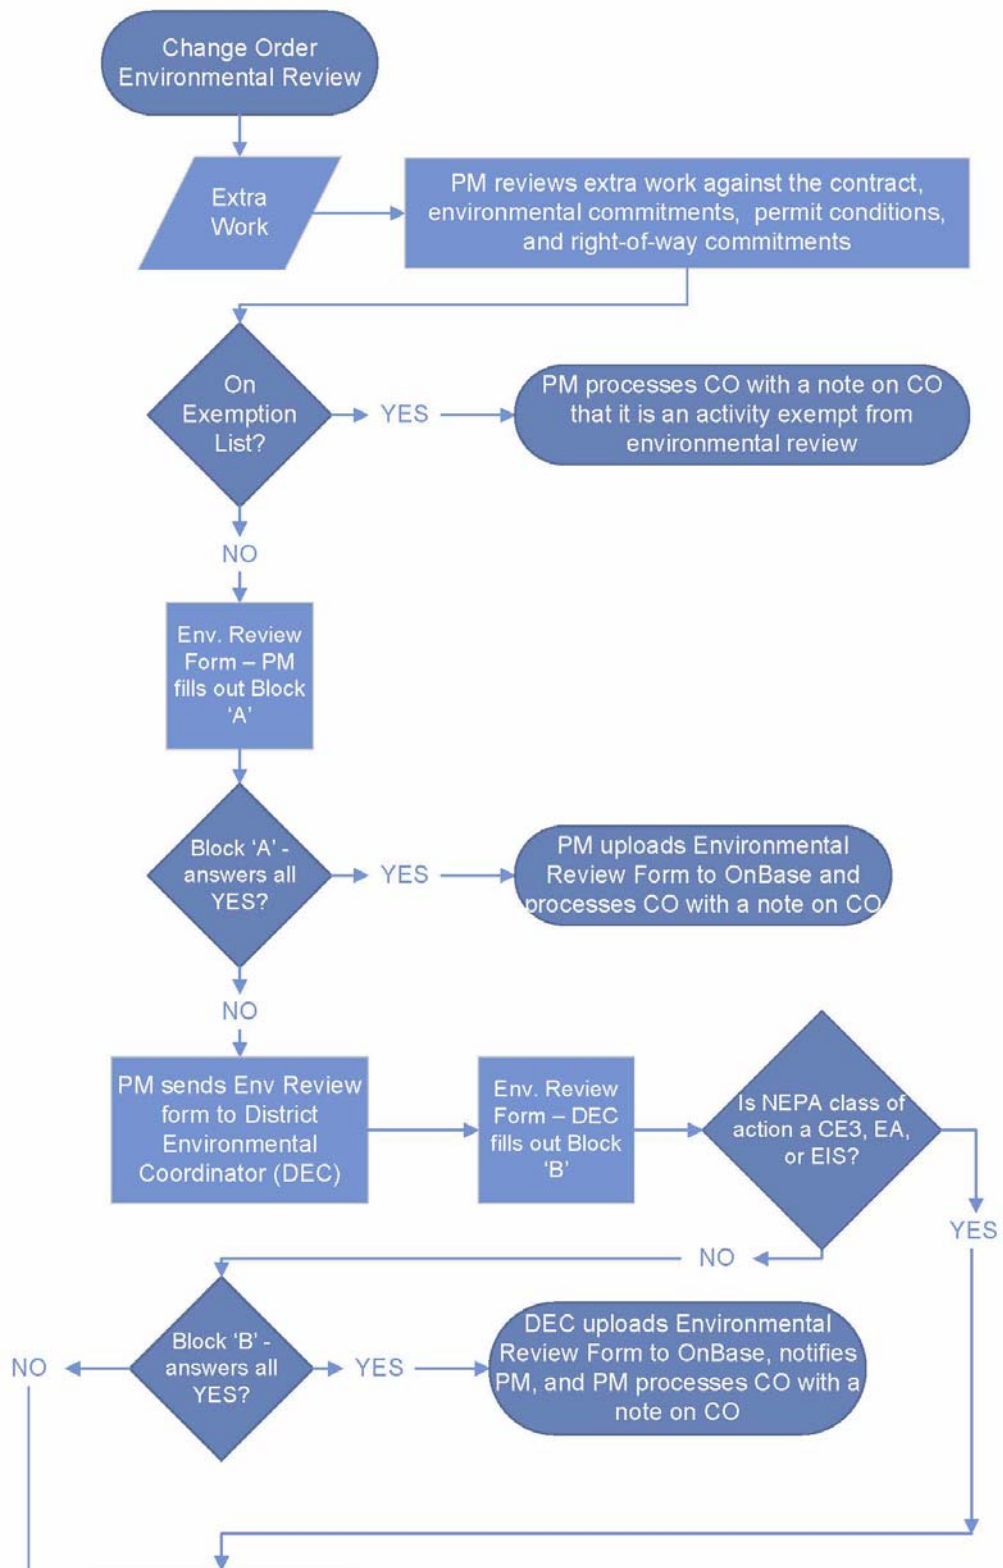 Change Order
Environmental Review
Extra
Work
PM reviews extra work against the contract,
environmental commitments, permit conditions,
and right-of-way commitments
On
Exemption
List?
YES
PM processes CO with a note on CO
that it is an activity exempt from
environmental review
NO
Env. Review
Form – PM
fills out Block
‘A’
Block ‘A’ -
answers all
YES?
YES
PM uploads Environmental
Review Form to OnBase and
processes CO with a note on CO
NO
PM sends Env Review
form to District
Environmental
Coordinator (DEC)
Env. Review
Form – DEC
fills out Block
‘B’
Is NEPA class of
action a CE3, EA,
or EIS?
YES
NO
Block ‘B’ -
answers all
YES?
NO
YES
DEC uploads Environmental
Review Form to OnBase, notifies
PM, and PM processes CO with a
note on CO